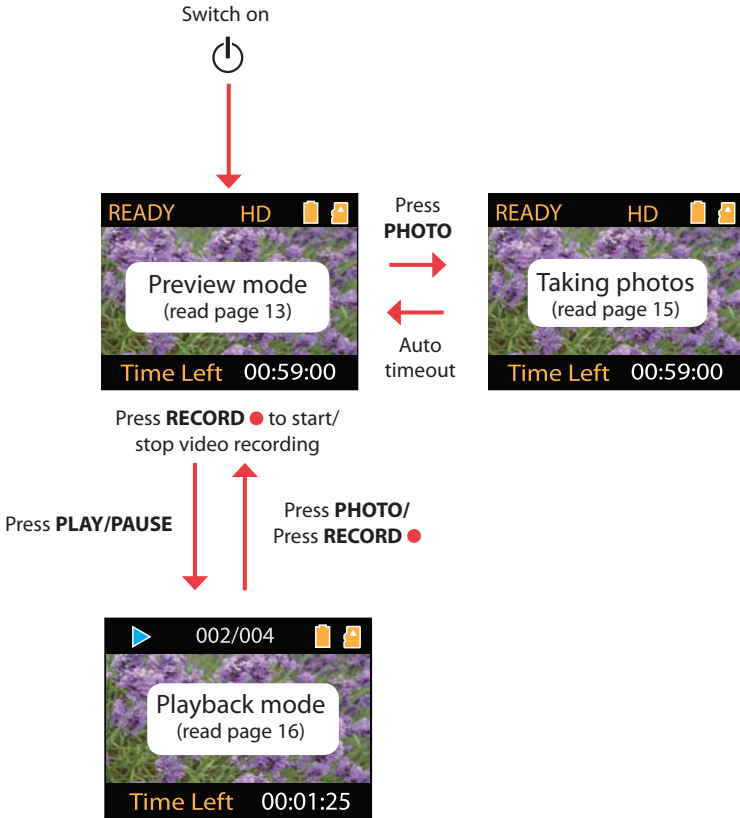 Switch on
READY HD
Preview mode
(read page 13)
Time Left 00:59:00
Press
PHOTO
Auto
timeout
READY HD
Taking photos
(read page 15)
Time Left 00:59:00
Press RECORD ● to start/
stop video recording
Press PLAY/PAUSE
Press PHOTO/
Press RECORD ●
002/004
Playback mode
(read page 16)
Time Left 00:01:25